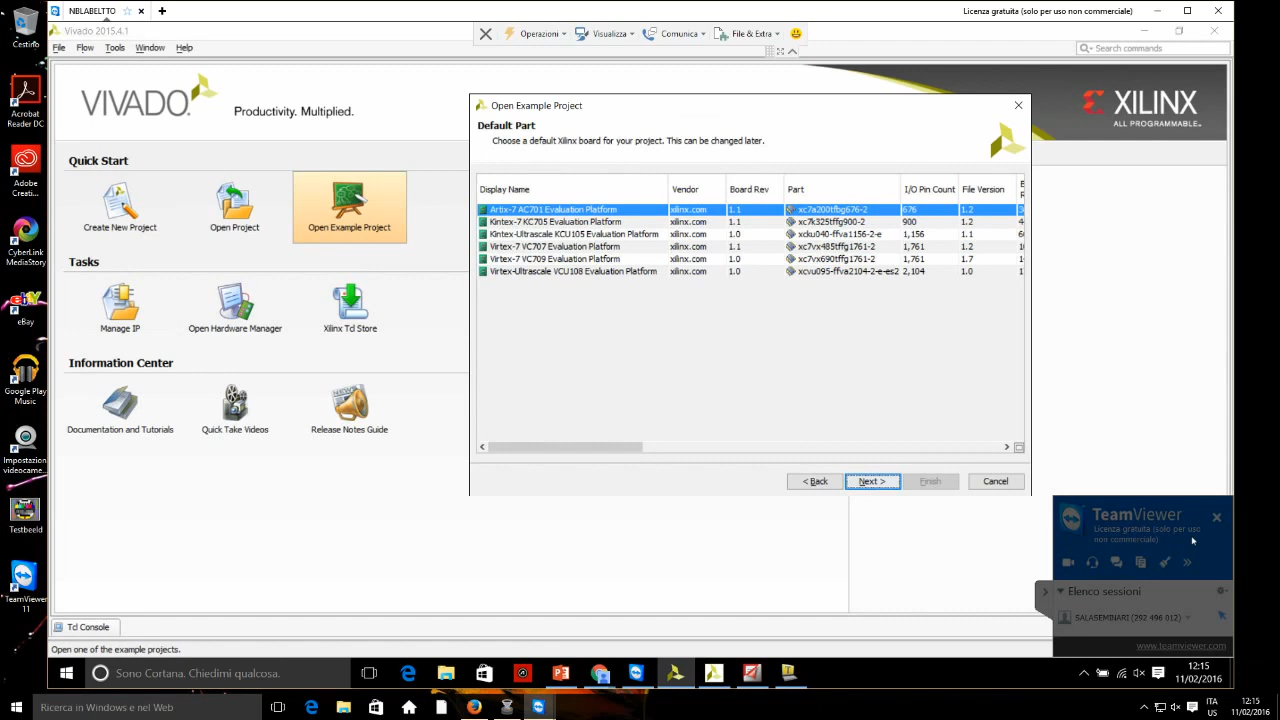 NBLABELTTO
Licenza gratuita (solo per uso non commerciale)
Vivado 2015.4.1
Operazioni
Visualizza
Comunica
File & Extra
File Flow Tools Window Help
Search commands
VIVADO
Productivity. Multiplied.
XILINX
ALL PROGRAMMABLE
Quick Start
Create New Project
Open Project
Open Example Project
Tasks
Manage IP
Open Hardware Manager
Xilinx Tcl Store
Information Center
Documentation and Tutorials
Quick Take Videos
Release Notes Guide
Open Example Project
Default Part
Choose a default Xilinx board for your project. This can be changed later.
Display Name Vendor Board Rev Part I/O Pin Count File Version
Artix-7 AC701 Evaluation Platform xilinx.com 1.1 xc7a200tfbg676-2 676 1.2
Kintex-7 KC705 Evaluation Platform xilinx.com 1.1 xc7k325tffg900-2 900 1.2
Kintex-Ultrascale KCU105 Evaluation Platform xilinx.com 1.0 xcku040-ffva1156-2-e 1,156 1.1
Virtex-7 VC707 Evaluation Platform xilinx.com 1.1 xc7vx485tffg1761-2 1,761 1.2
Virtex-7 VC709 Evaluation Platform xilinx.com 1.0 xc7vx690tffg1761-2 1,761 1.7
Virtex-Ultrascale VCU108 Evaluation Platform xilinx.com 1.0 xcvu095-ffva2104-2-e-es2 2,104 1.0
< Back Next > Finish Cancel
TeamViewer
Licenza gratuita (solo per uso
non commerciale)
Elenco sessioni
SALASEMINARI (292 496 012)
www.teamviewer.com
Tcl Console
Open one of the example projects.
Sono Cortana. Chiedimi qualcosa.
12:15
11/02/2016
Cestino
Acrobat
Reader DC
Adobe
Creati...
CyberLink
MediaStory
eBay
Google Play
Music
Impostazioni
videocame...
Testbeeld
TeamViewer
11
Ricerca in Windows e nel Web
ITA
US
12:15
11/02/2016